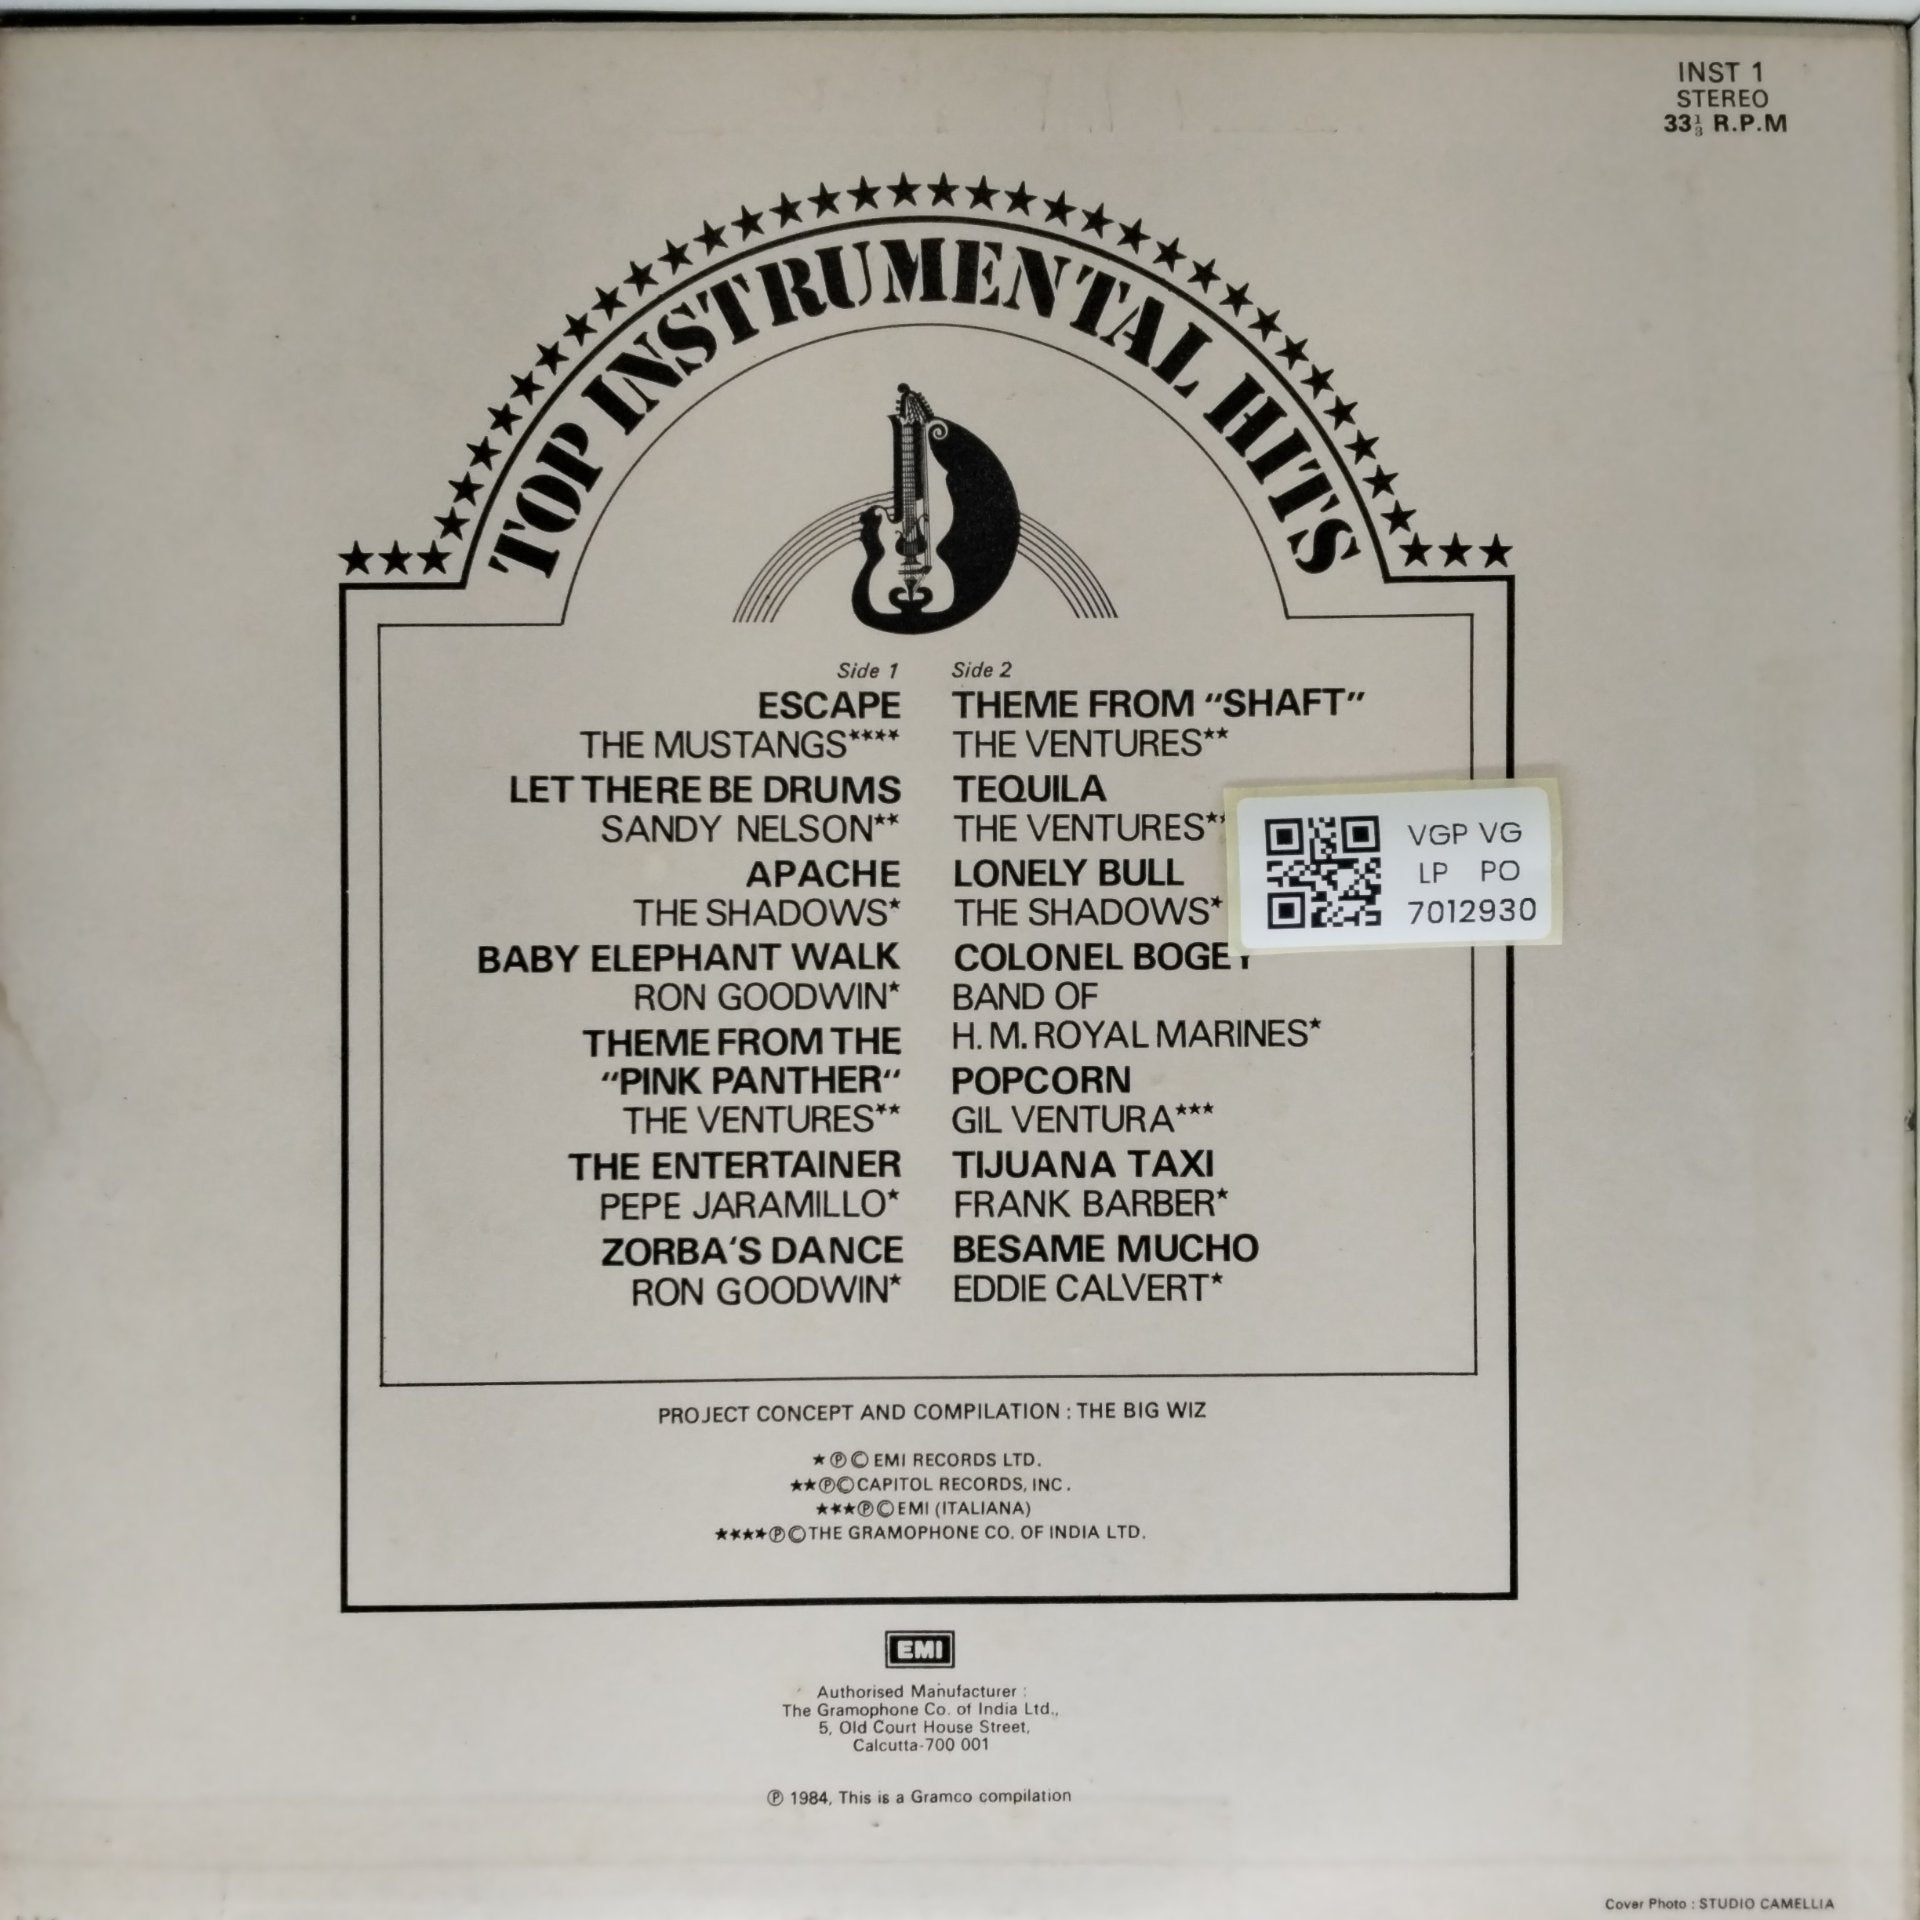 INST 1
STEREO
33⅓ R.P.M
TOP INSTRUMENTAL HITS
Side 1
ESCAPE
THE MUSTANGS****
LET THERE BE DRUMS
SANDY NELSON**
APACHE
THE SHADOWS*
BABY ELEPHANT WALK
RON GOODWIN*
THEME FROM THE
"PINK PANTHER"
THE VENTURES**
THE ENTERTAINER
PEPE JARAMILLO*
ZORBA'S DANCE
RON GOODWIN*
Side 2
THEME FROM "SHAFT"
THE VENTURES**
TEQUILA
THE VENTURES**
LONELY BULL
THE SHADOWS*
COLONEL BOGEY
BAND OF
H. M. ROYAL MARINES*
POPCORN
GIL VENTURA***
TIJUANA TAXI
FRANK BARBER*
BESAME MUCHO
EDDIE CALVERT*
VGP VG
LP PO
7012930
PROJECT CONCEPT AND COMPILATION : THE BIG WIZ
★ ℗ © EMI RECORDS LTD.
★★ ℗ © CAPITOL RECORDS, INC.
★★★ ℗ © EMI (ITALIANA)
★★★★ ℗ © THE GRAMOPHONE CO. OF INDIA LTD.
EMI
Authorised Manufacturer :
The Gramophone Co. of India Ltd.,
5, Old Court House Street,
Calcutta-700 001
℗ 1984, This is a Gramco compilation
Cover Photo : STUDIO CAMELLIA